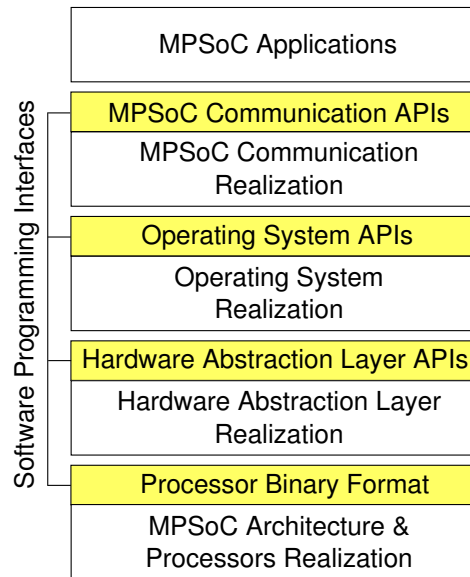 MPSoC Applications
Software Programming Interfaces
MPSoC Communication APIs
MPSoC Communication
Realization
Operating System APIs
Operating System
Realization
Hardware Abstraction Layer APIs
Hardware Abstraction Layer
Realization
Processor Binary Format
MPSoC Architecture &
Processors Realization